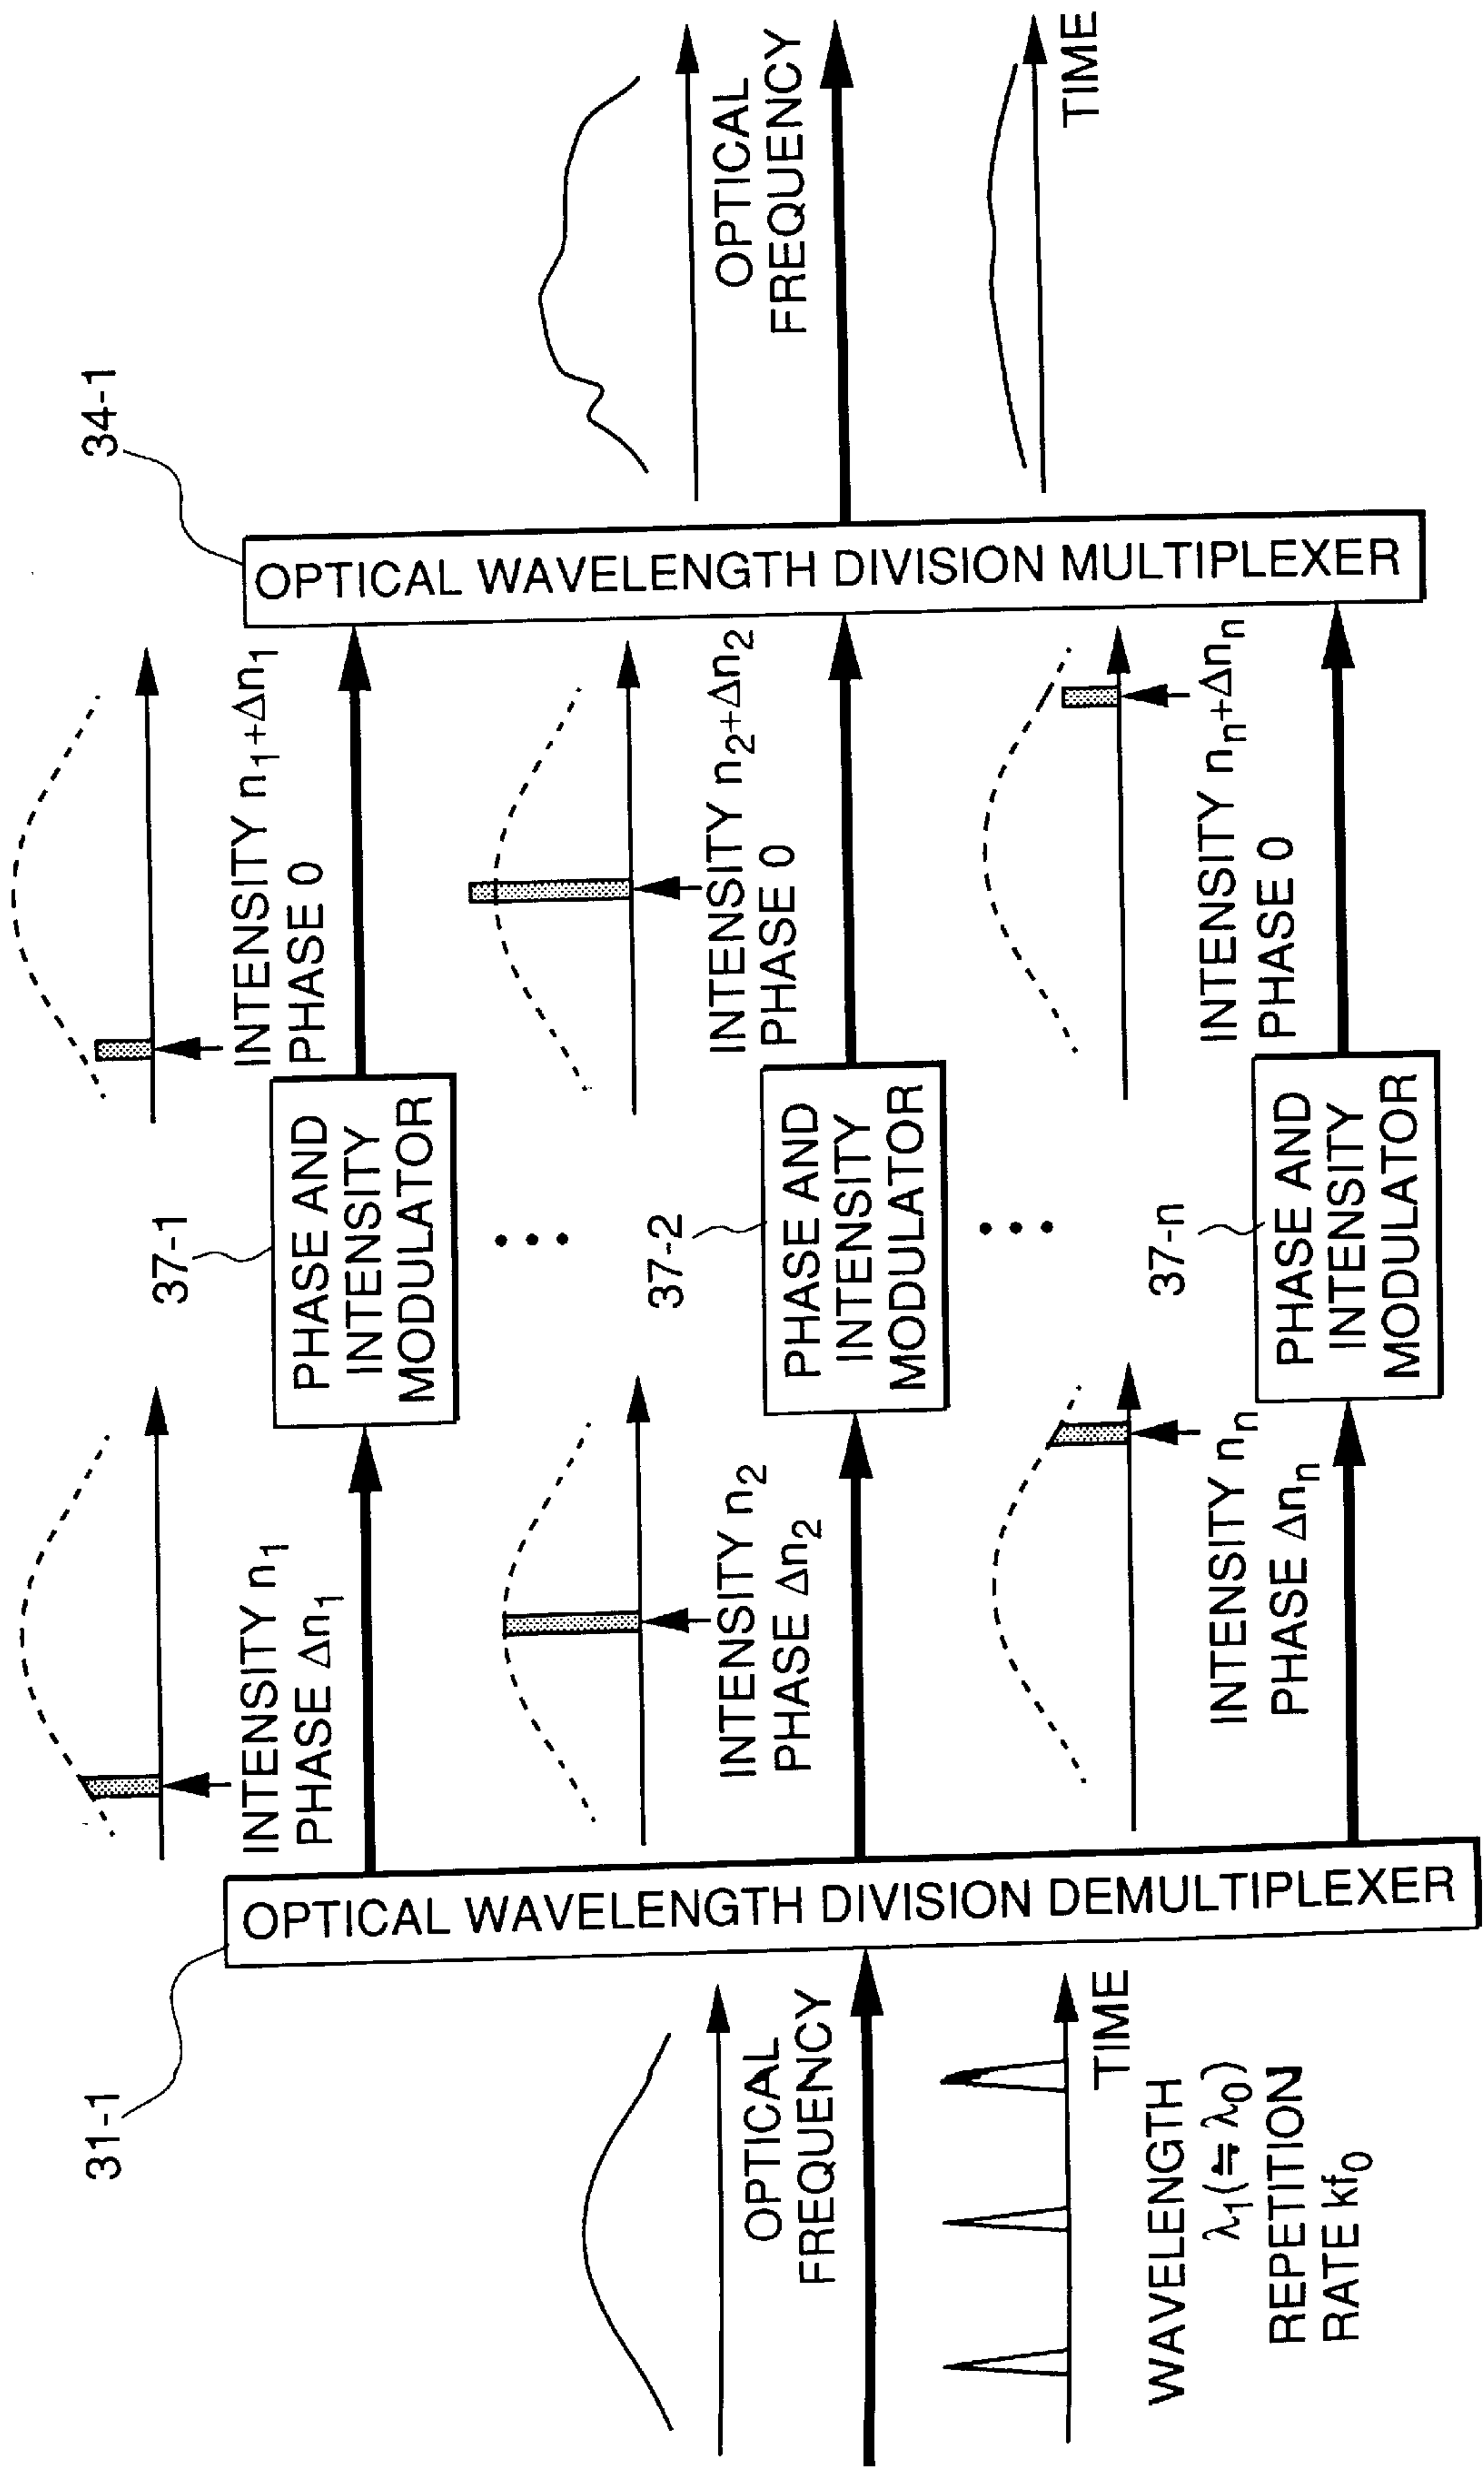 31-1
OPTICAL
FREQUENCY
TIME
WAVELENGTH
λ1(≒λ0)
REPETITION
RATE kf0
OPTICAL WAVELENGTH DIVISION DEMULTIPLEXER
INTENSITY n1
PHASE Δn1
INTENSITY n2
PHASE Δn2
INTENSITY nn
PHASE Δnn
37-1
PHASE AND
INTENSITY
MODULATOR
37-2
PHASE AND
INTENSITY
MODULATOR
37-n
PHASE AND
INTENSITY
MODULATOR
INTENSITY n1+Δn1
PHASE 0
INTENSITY n2+Δn2
PHASE 0
INTENSITY nn+Δnn
PHASE 0
34-1
OPTICAL WAVELENGTH DIVISION MULTIPLEXER
OPTICAL
FREQUENCY
TIME